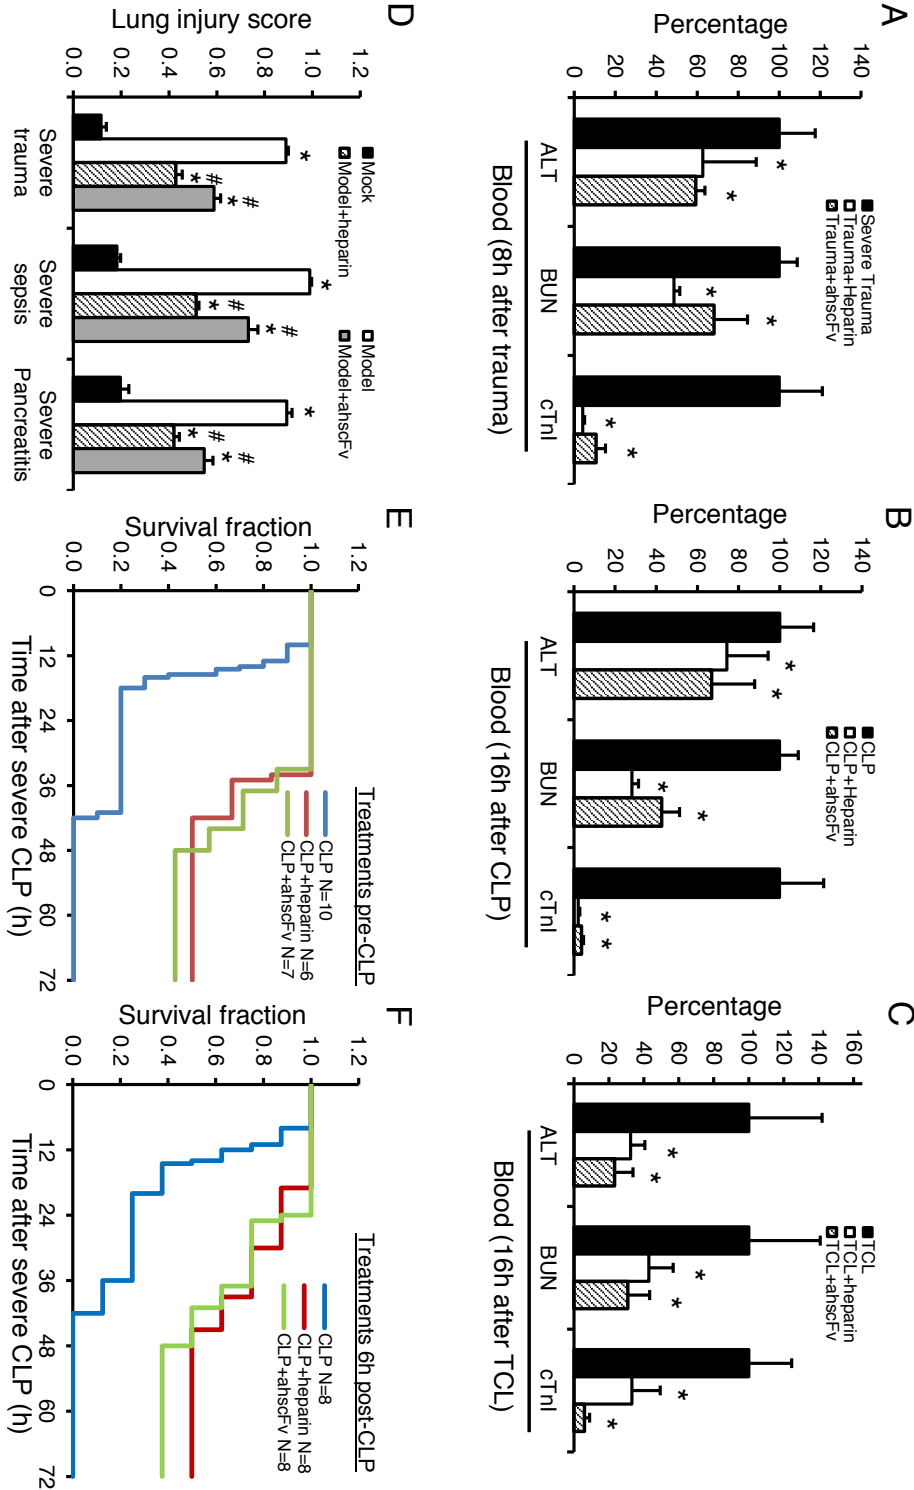 A
Percentage
140
120
100
80
60
40
20
0
Severe Trauma
Trauma+Heparin
Trauma+ahscFv
* * * * * *
ALT BUN cTnI
Blood (8h after trauma)
B
Percentage
140
120
100
80
60
40
20
0
CLP
CLP+Heparin
CLP+ahscFv
* * * * * *
ALT BUN cTnI
Blood (16h after CLP)
C
Percentage
160
140
120
100
80
60
40
20
0
TCL
TCL+heparin
TCL+ahscFv
* * * * * *
ALT BUN cTnI
Blood (16h after TCL)
D
Lung injury score
1.2
1.0
0.8
0.6
0.4
0.2
0.0
Mock Model
Model+heparin Model+ahscFv
* *# *# * *# *# * *# *#
Severe Severe Severe
trauma sepsis Pancreatitis
E
Survival fraction
1.2
1.0
0.8
0.6
0.4
0.2
0.0
Treatments pre-CLP
CLP N=10
CLP+heparin N=6
CLP+ahscFv N=7
0 12 24 36 48 60 72
Time after severe CLP (h)
F
Survival fraction
1.2
1.0
0.8
0.6
0.4
0.2
0.0
Treatments 6h post-CLP
CLP N=8
CLP+heparin N=8
CLP+ahscFv N=8
0 12 24 36 48 60 72
Time after severe CLP (h)